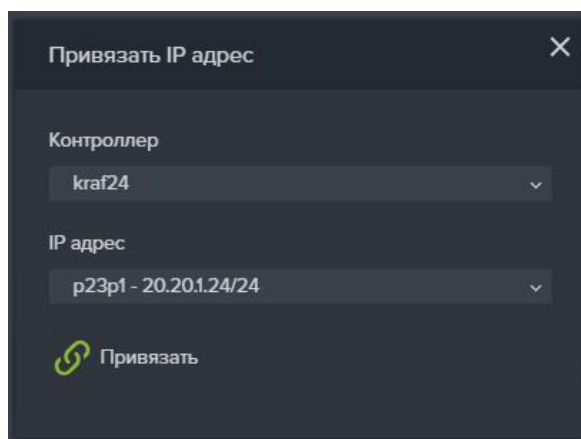 Привязать IP адрес
Контроллер
kraf24
IP адрес
p23p1 - 20.20.1.24/24
Привязать